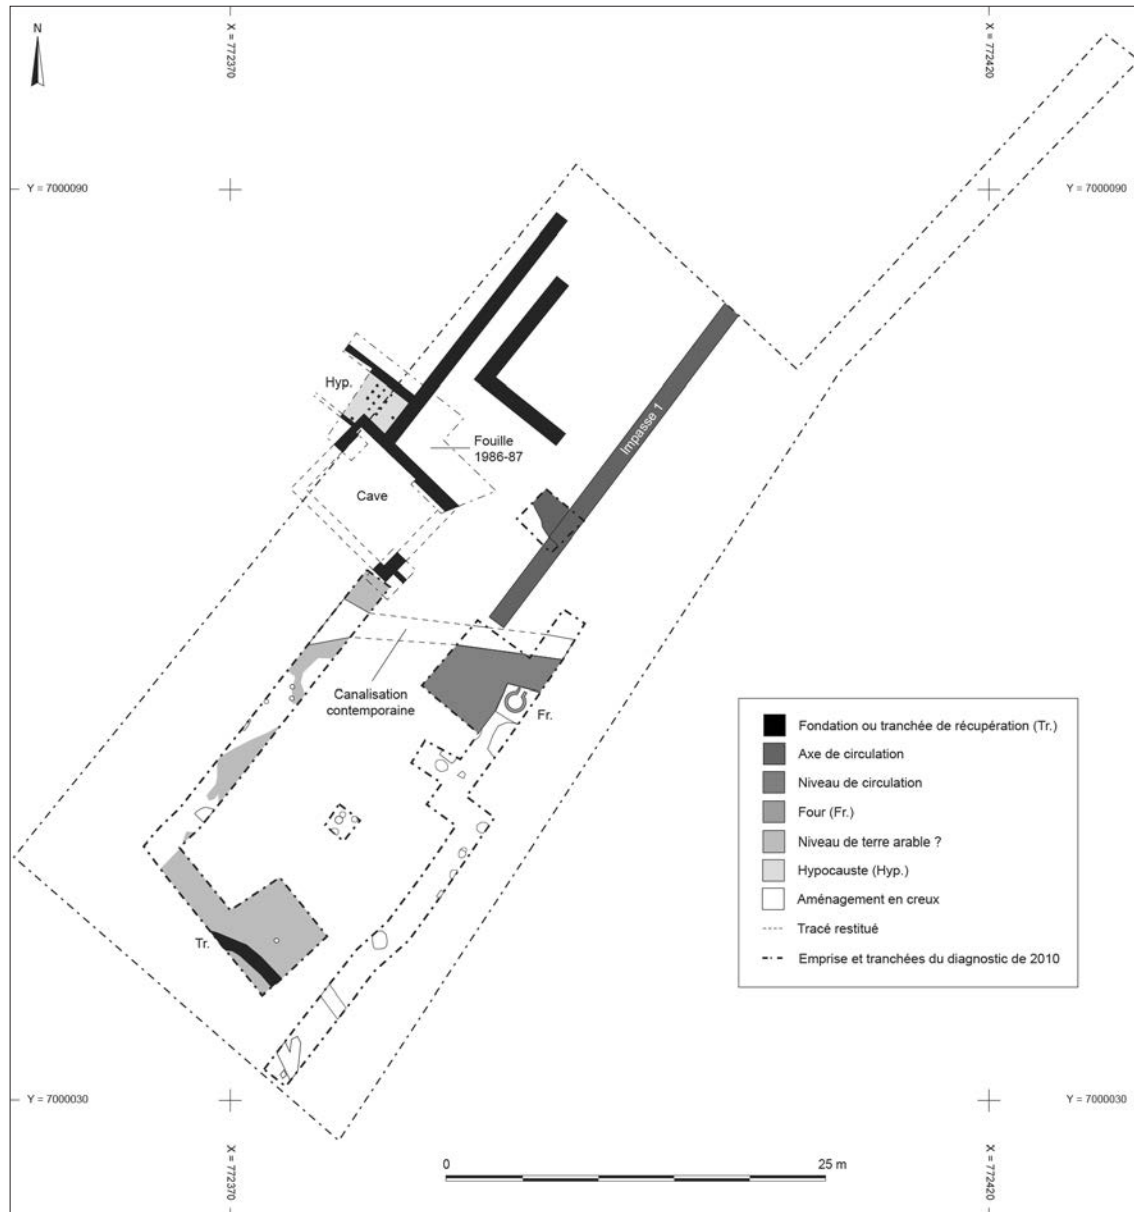 N
X = 772370
X = 772420
Y = 7000090
Y = 7000090
Hyp.
Fouille
1986-87
Impasse 1
Cave
Canalisation
contemporaine
Fr.
Tr.
Fondation ou tranchée de récupération (Tr.)
Axe de circulation
Niveau de circulation
Four (Fr.)
Niveau de terre arable ?
Hypocauste (Hyp.)
Aménagement en creux
Tracé restitué
Emprise et tranchées du diagnostic de 2010
Y = 7000030
Y = 7000030
X = 772370
X = 772420
0
25 m